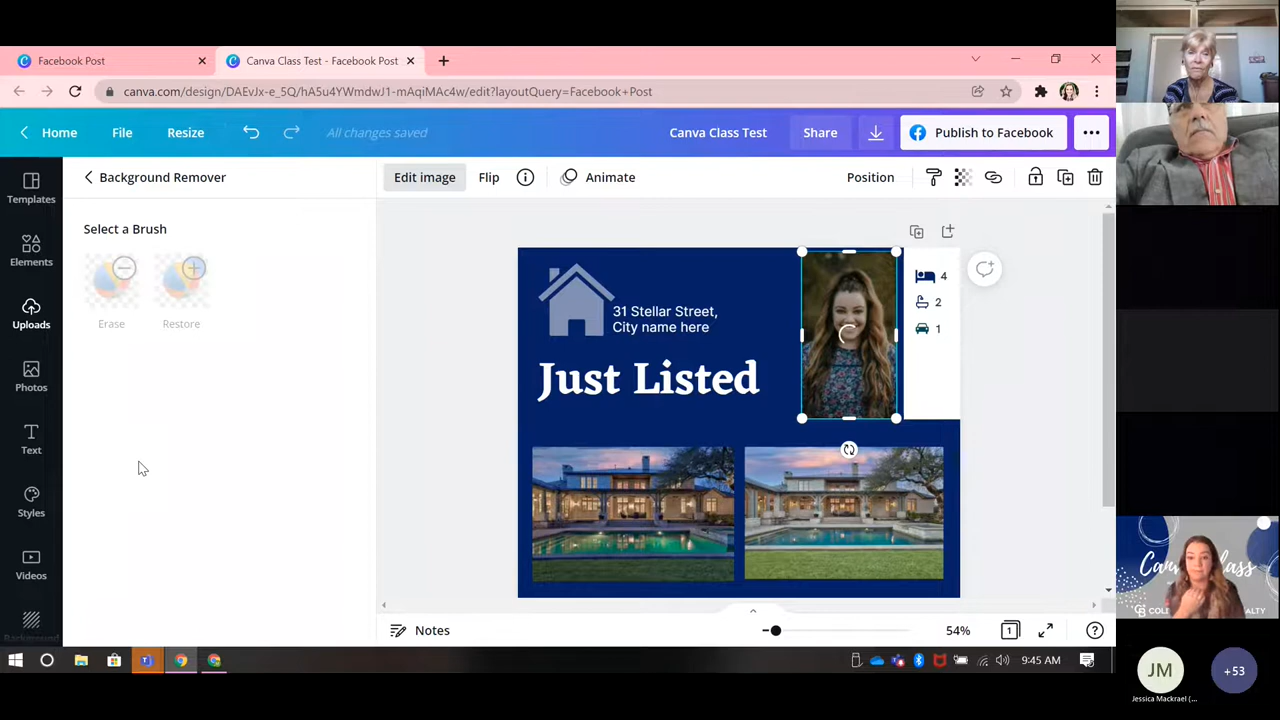 Facebook Post
Canva Class Test - Facebook Post
canva.com/design/DAEvJx-e_5Q/hA5u4YWmdwJ1-mAqiMAc4w/edit?layoutQuery=Facebook+Post
Home
File
Resize
All changes saved
Canva Class Test
Share
Publish to Facebook
Templates
Elements
Uploads
Photos
Text
Styles
Videos
Background
Background Remover
Select a Brush
Erase
Restore
Edit image
Flip
Animate
Position
31 Stellar Street,
City name here
Just Listed
4
2
1
Notes
54%
1
9:45 AM
JM
Jessica Mackrael (...
+53